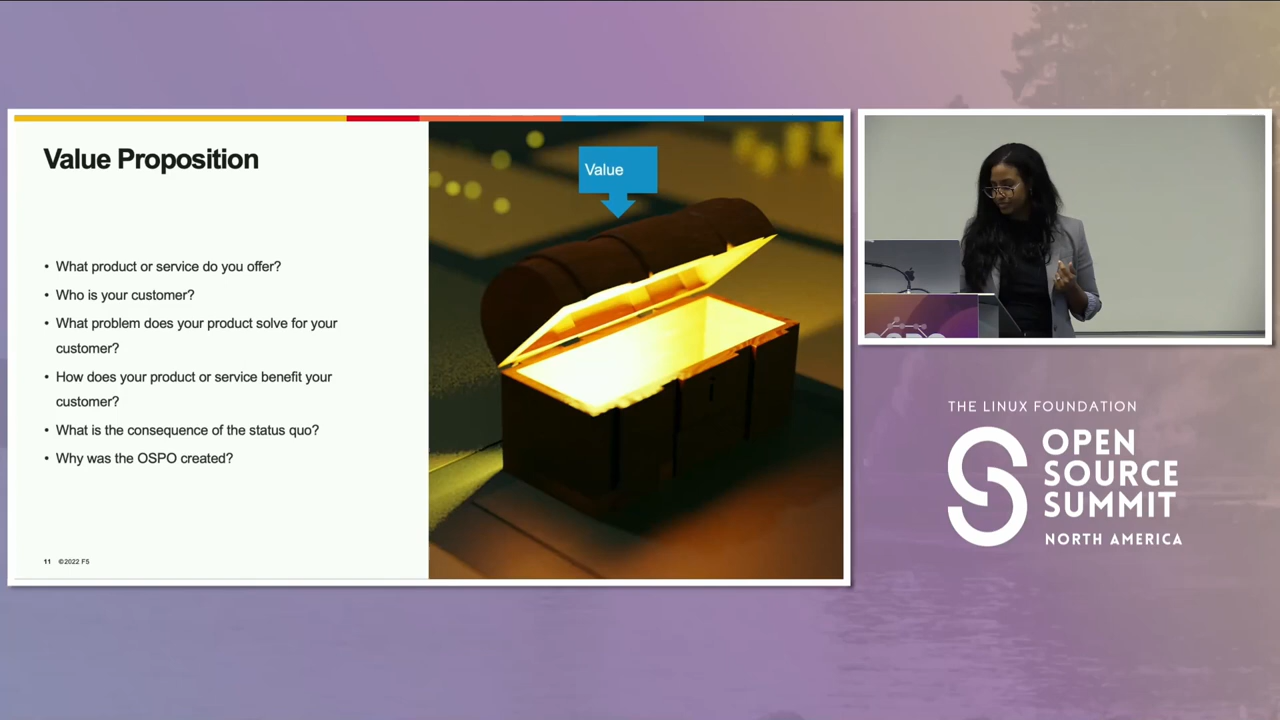 Value Proposition
• What product or service do you offer?
• Who is your customer?
• What problem does your product solve for your
customer?
• How does your product or service benefit your
customer?
• What is the consequence of the status quo?
• Why was the OSPO created?
11 ©2022 F5
Value
THE LINUX FOUNDATION
OPEN
SOURCE
SUMMIT
NORTH AMERICA